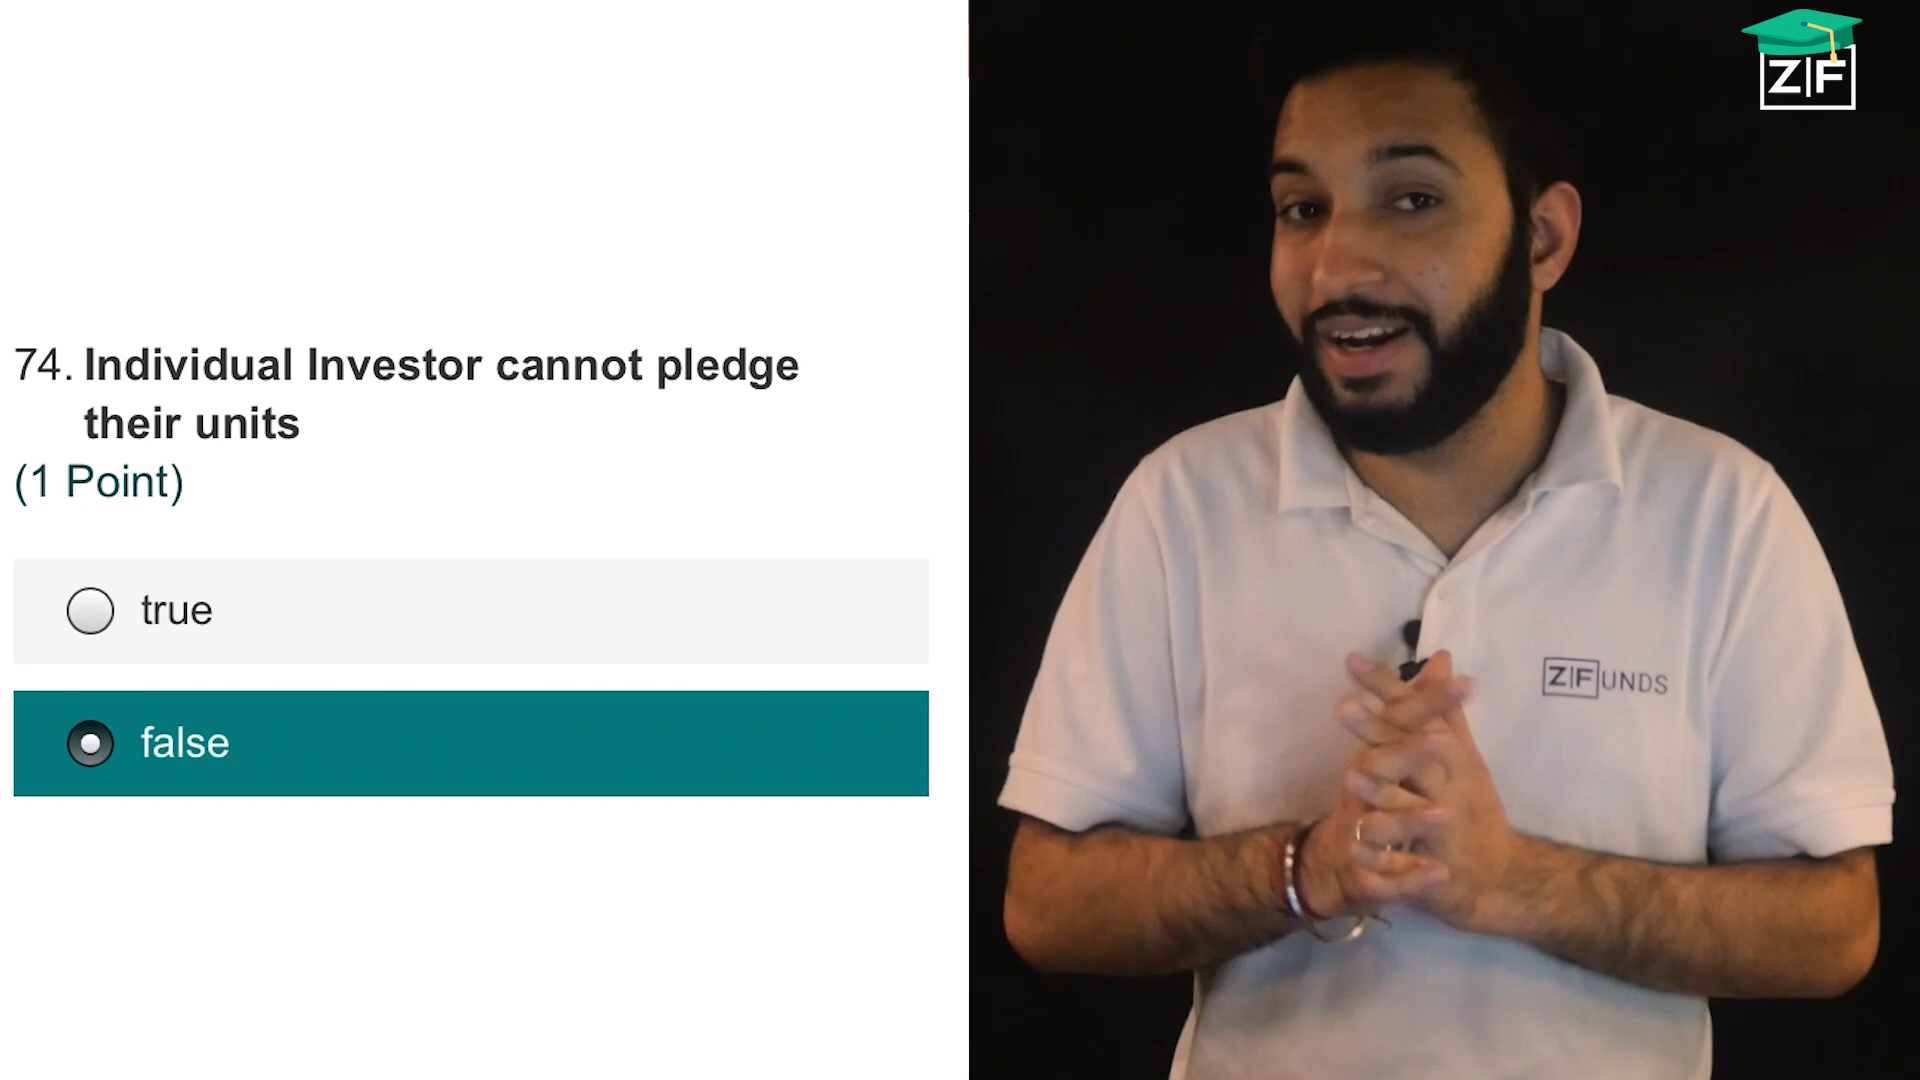 Z|F
74. Individual Investor cannot pledge
their units
(1 Point)
true
false
Z|FUNDS